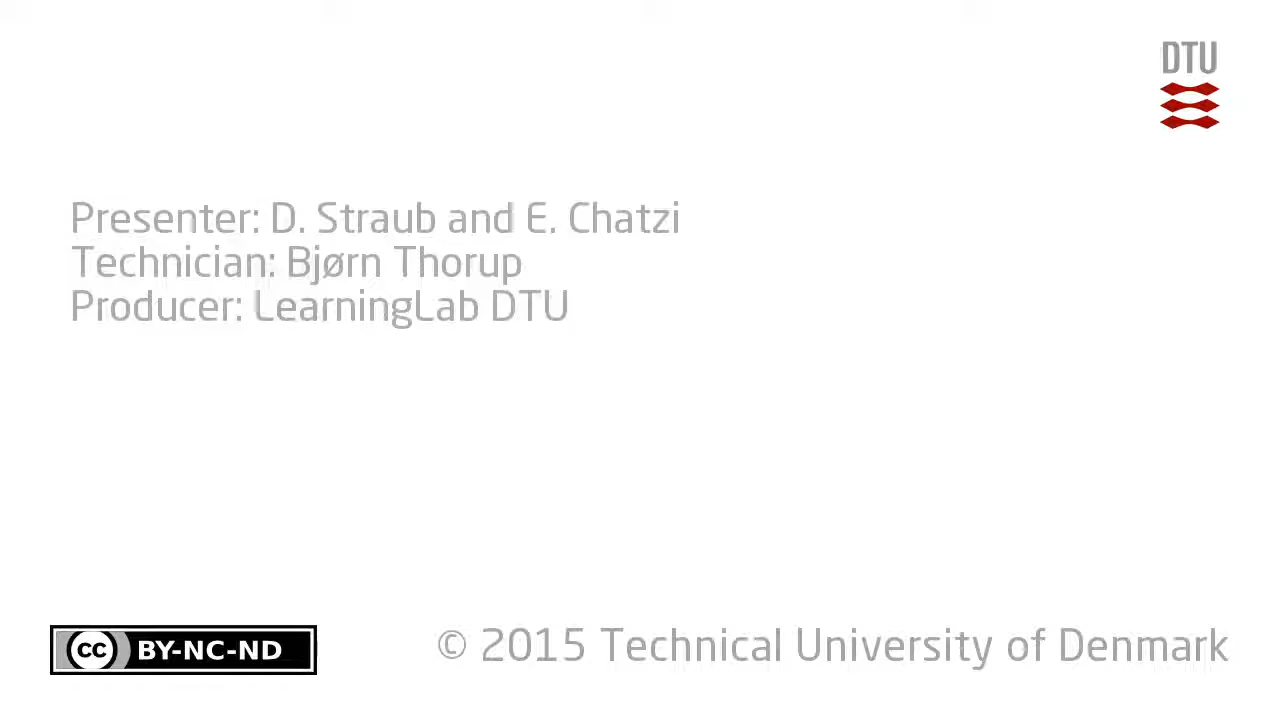 DTU
Presenter: D. Straub and E. Chatzi
Technician: Bjørn Thorup
Producer: LearningLab DTU
cc BY-NC-ND
© 2015 Technical University of Denmark